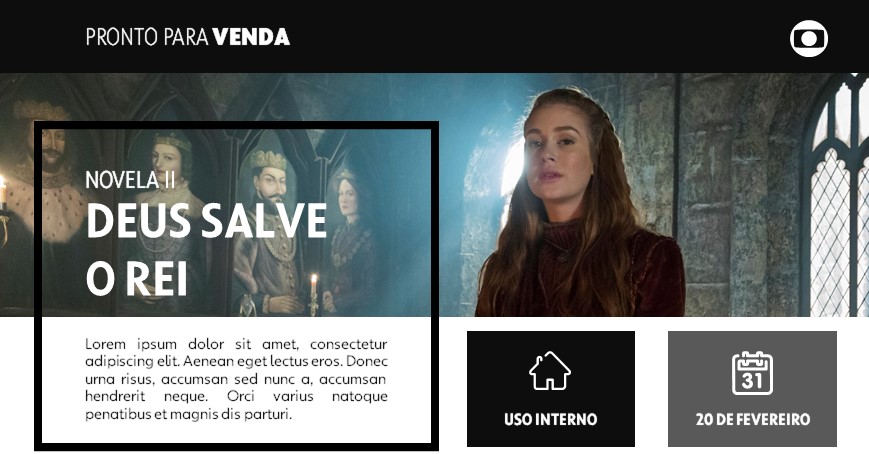 PRONTO PARA VENDA
NOVELA II
DEUS SALVE
O REI
Lorem ipsum dolor sit amet, consectetur
adipiscing elit. Aenean eget lectus eros. Donec
urna risus, accumsan sed nunc a, accumsan
hendrerit neque. Orci varius natoque
penatibus et magnis dis parturi.
31
USO INTERNO
20 DE FEVEREIRO